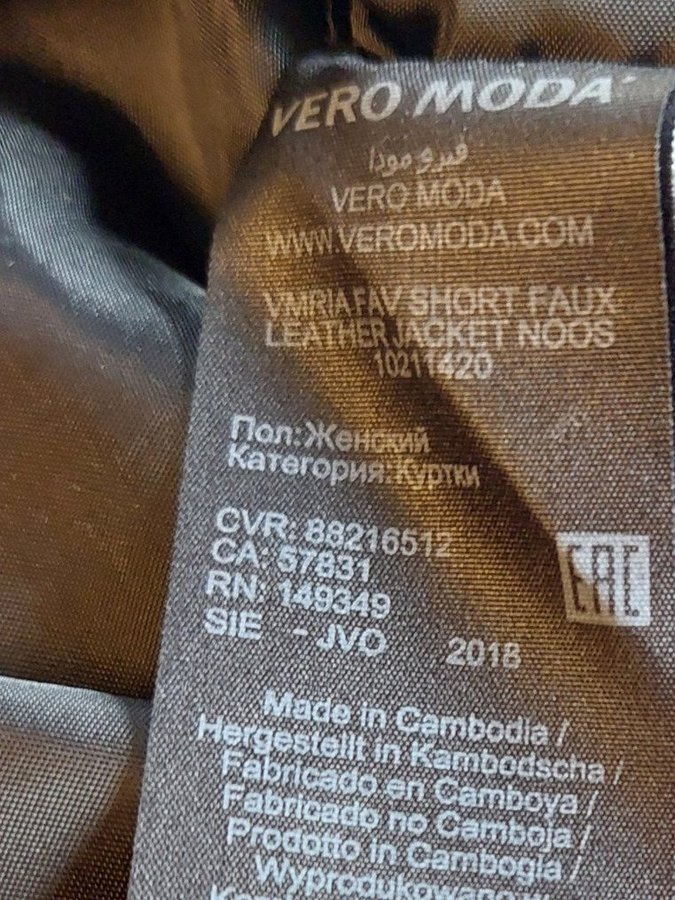 VERO MODA
فيرو مودا
VERO MODA
WWW.VEROMODA.COM
VMRIAFAV SHORT FAUX
LEATHER JACKET NOOS
10211420
Пол:Женский
Категория:Куртки
CVR: 88216512
CA: 57831
RN: 149349
EAC
SIE - JVO 2018
Made in Cambodia /
Hergestellt in Kambodscha /
Fabricado en Camboya /
Fabricado no Camboja /
Prodotto in Cambogia /